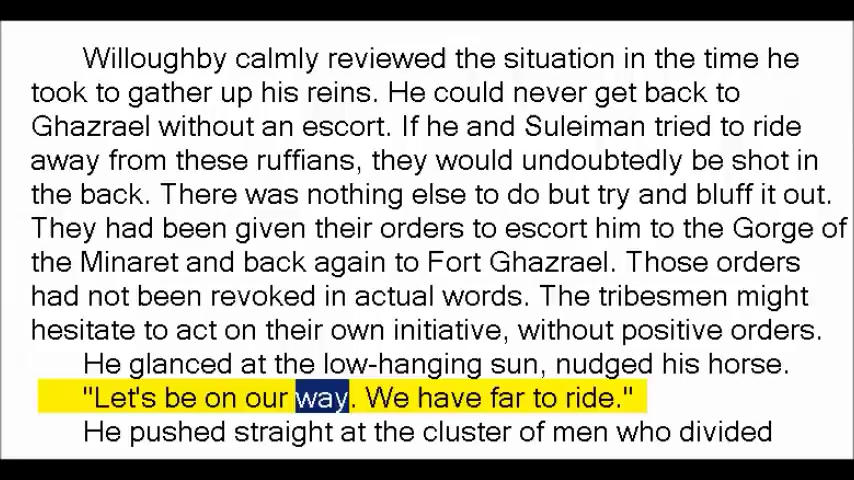 Willoughby calmly reviewed the situation in the time he
took to gather up his reins. He could never get back to
Ghazrael without an escort. If he and Suleiman tried to ride
away from these ruffians, they would undoubtedly be shot in
the back. There was nothing else to do but try and bluff it out.
They had been given their orders to escort him to the Gorge of
the Minaret and back again to Fort Ghazrael. Those orders
had not been revoked in actual words. The tribesmen might
hesitate to act on their own initiative, without positive orders.
He glanced at the low-hanging sun, nudged his horse.
"Let's be on our way. We have far to ride."
He pushed straight at the cluster of men who divided